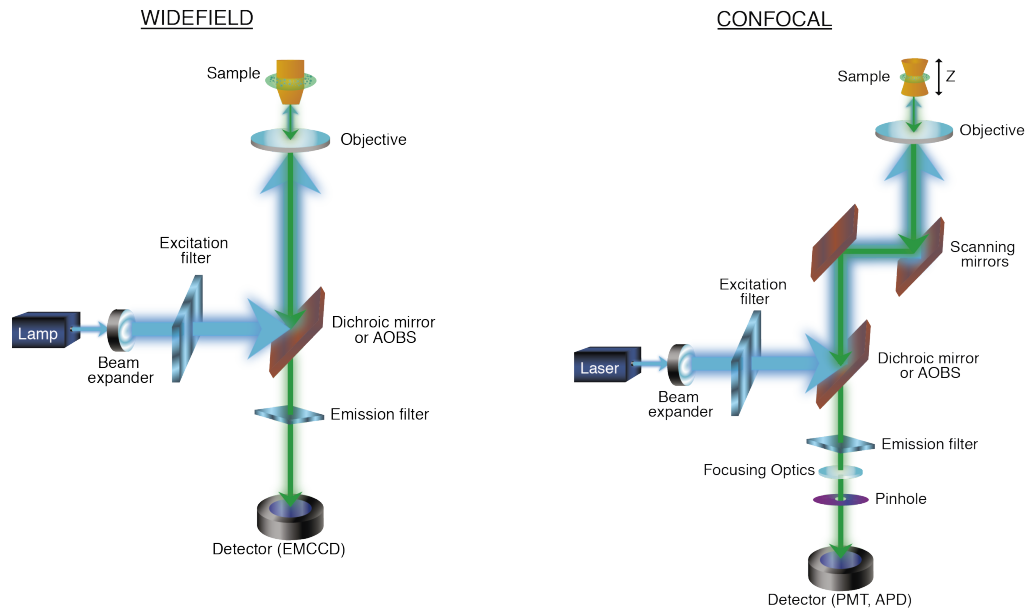 WIDEFIELD
Sample
Objective
Excitation
filter
Lamp
Beam
expander
Dichroic mirror
or AOBS
Emission filter
Detector (EMCCD)
CONFOCAL
Sample
Z
Objective
Scanning
mirrors
Excitation
filter
Laser
Beam
expander
Dichroic mirror
or AOBS
Emission filter
Focusing Optics
Pinhole
Detector (PMT, APD)